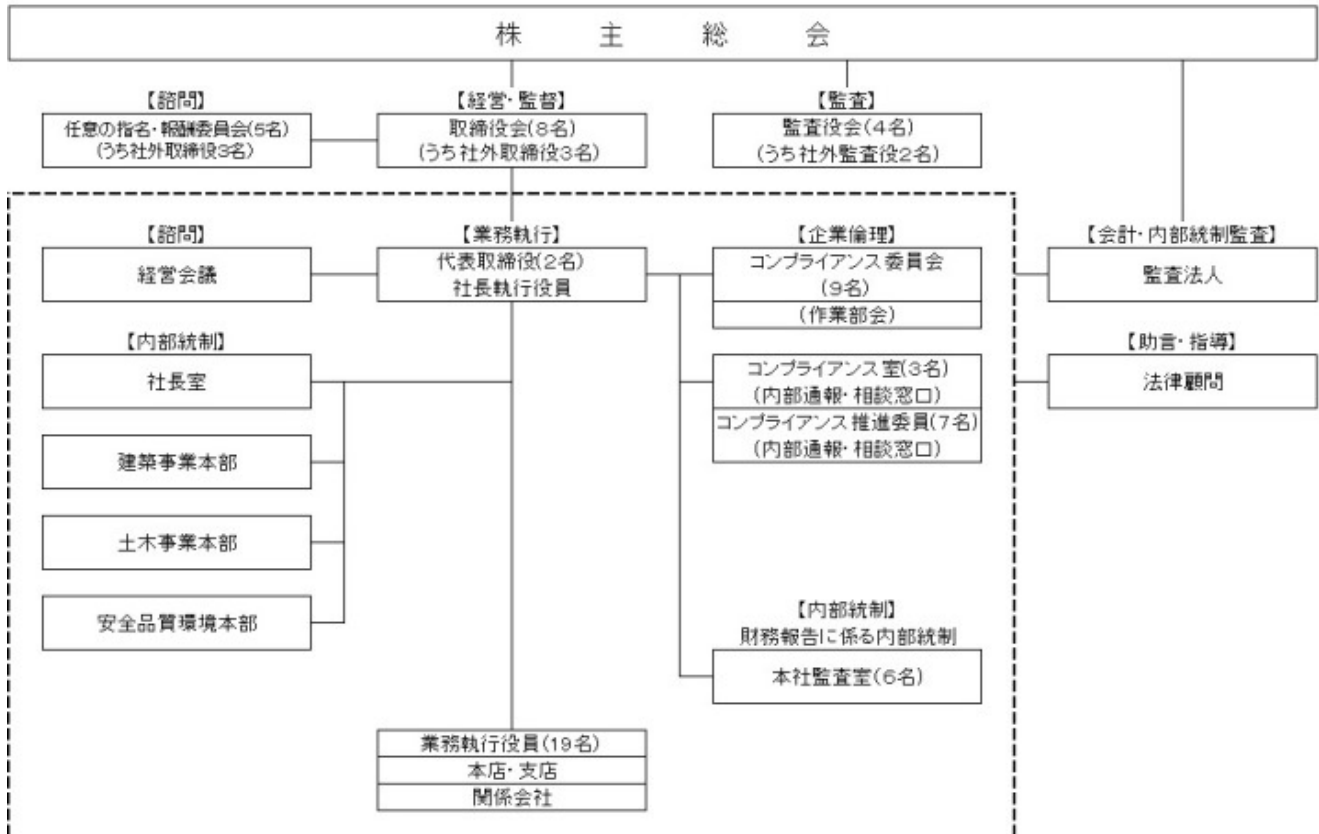 株主総会
【諮問】
任意の指名・報酬委員会(5名)
(うち社外取締役3名)
【経営・監督】
取締役会(8名)
(うち社外取締役3名)
【監査】
監査役会(4名)
(うち社外監査役2名)
【諮問】
経営会議
【業務執行】
代表取締役(2名)
社長執行役員
【企業倫理】
コンプライアンス委員会
(9名)
(作業部会)
【会計・内部統制監査】
監査法人
【内部統制】
社長室
コンプライアンス室(3名)
(内部通報・相談窓口)
コンプライアンス推進委員(7名)
(内部通報・相談窓口)
【助言・指導】
法律顧問
建築事業本部
土木事業本部
安全品質環境本部
【内部統制】
財務報告に係る内部統制
本社監査室(6名)
業務執行役員(19名)
本店・支店
関係会社